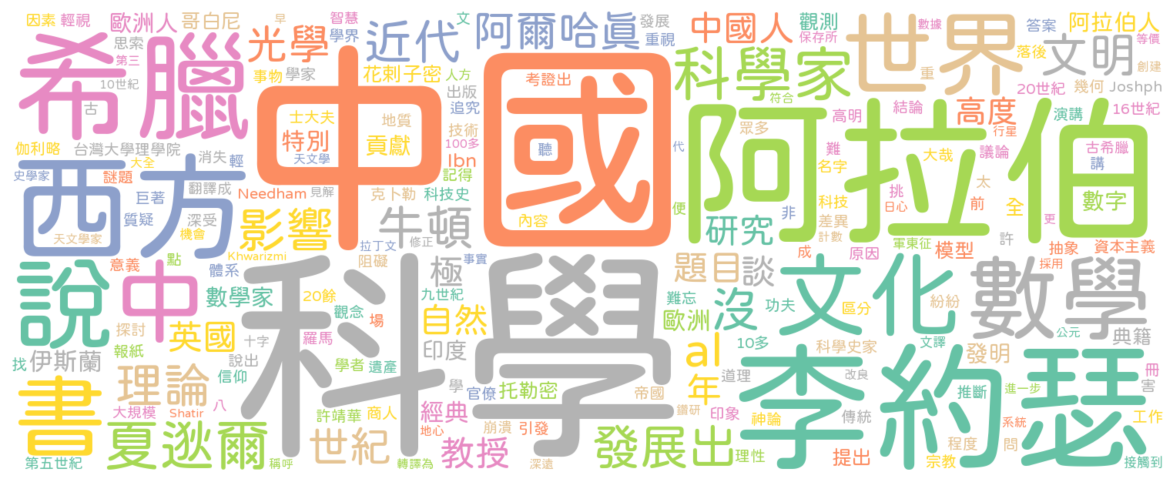 因素 輕視 歐洲人 哥白尼 早 智慧 文 發展
思索 學界 重視
第三 事物 學家
10世紀
古
希臘
光學
近代
阿爾哈眞
中國人
觀測
保存所
世界
數據 答案 阿拉伯人
等價
落後
創建
重
文明
幾何 Joshph
科學家
花剌子密
考證出
人方
出版
追究
符合
中國
士大夫
特別
天文學
地質
貢獻
技術
100多
聽
Ibn
記得
內容
阿拉伯
眾多
高明
結論
高度
行星
20世紀
演講
16世紀
難
名字
大哉
議論
古希臘
講
科技
挑
太
數字
差異
日心
前
全
代
便
非
更
計數
軍東征
許
伽利略 台灣大學理學院
史學家
大全
消失
輕
謎題
巨著
翻譯成
Needham
見解
克卜勒
科技史
質疑
深受
機會
西方
天文學家
影響
牛頓
研究
模型
抽象
資本主義
成
原因
採用
Khwarizmi
拉丁文
修正
阻礙
事實
說
中
意義
點
體系
數學家
20餘
觀念
場
極
九世紀
難忘
題目
談
功夫
文化
區分
紛紛
數學
公元
典籍
探討
英國
十字
羅馬
自然
歐洲
沒
10多
文譯
發明
找
伊斯蘭
報紙
信仰
說出
學者
遺產
印度
al
道理
科學史家
改良
推斷
進一步
冊
害
書
理論
科學
學
官僚
托勒密
帝國
年
李約瑟
大規模
Shatir
八
許靖華
商人
經典
鑽研
印象
神論
傳統
系統
工作
地心
崩潰
引發
程度
問
第五世紀
夏逖爾
稱呼
世紀
轉譯為
教授
深遠
發展出
理性
提出
宗教
接觸到